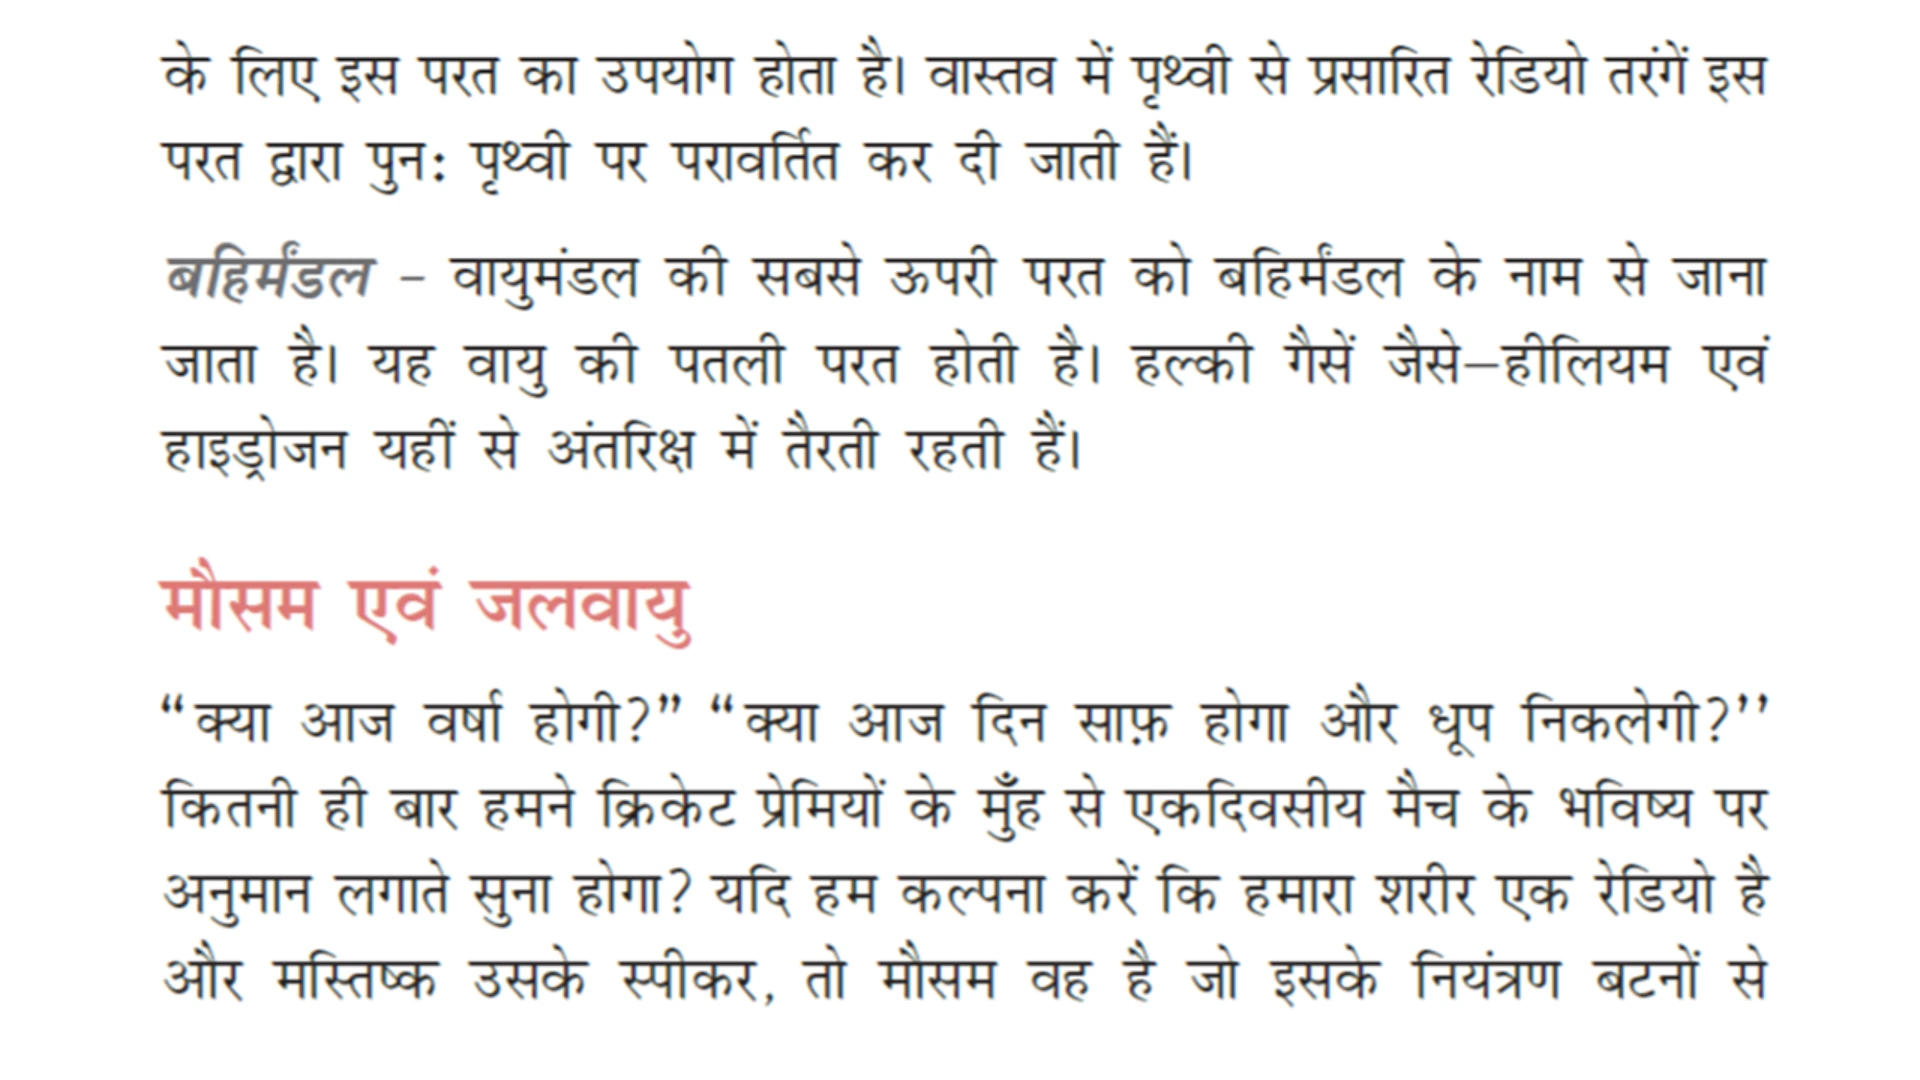 के लिए इस परत का उपयोग होता है। वास्तव में पृथ्वी से प्रसारित रेडियो तरंगें इस
परत द्वारा पुनः पृथ्वी पर परावर्तित कर दी जाती हैं।
बहिर्मंडल – वायुमंडल की सबसे ऊपरी परत को बहिर्मंडल के नाम से जाना
जाता है। यह वायु की पतली परत होती है। हल्की गैसें जैसे–हीलियम एवं
हाइड्रोजन यहीं से अंतरिक्ष में तैरती रहती हैं।
मौसम एवं जलवायु
“क्या आज वर्षा होगी?” “क्या आज दिन साफ़ होगा और धूप निकलेगी?’’
कितनी ही बार हमने क्रिकेट प्रेमियों के मुँह से एकदिवसीय मैच के भविष्य पर
अनुमान लगाते सुना होगा? यदि हम कल्पना करें कि हमारा शरीर एक रेडियो है
और मस्तिष्क उसके स्पीकर, तो मौसम वह है जो इसके नियंत्रण बटनों से